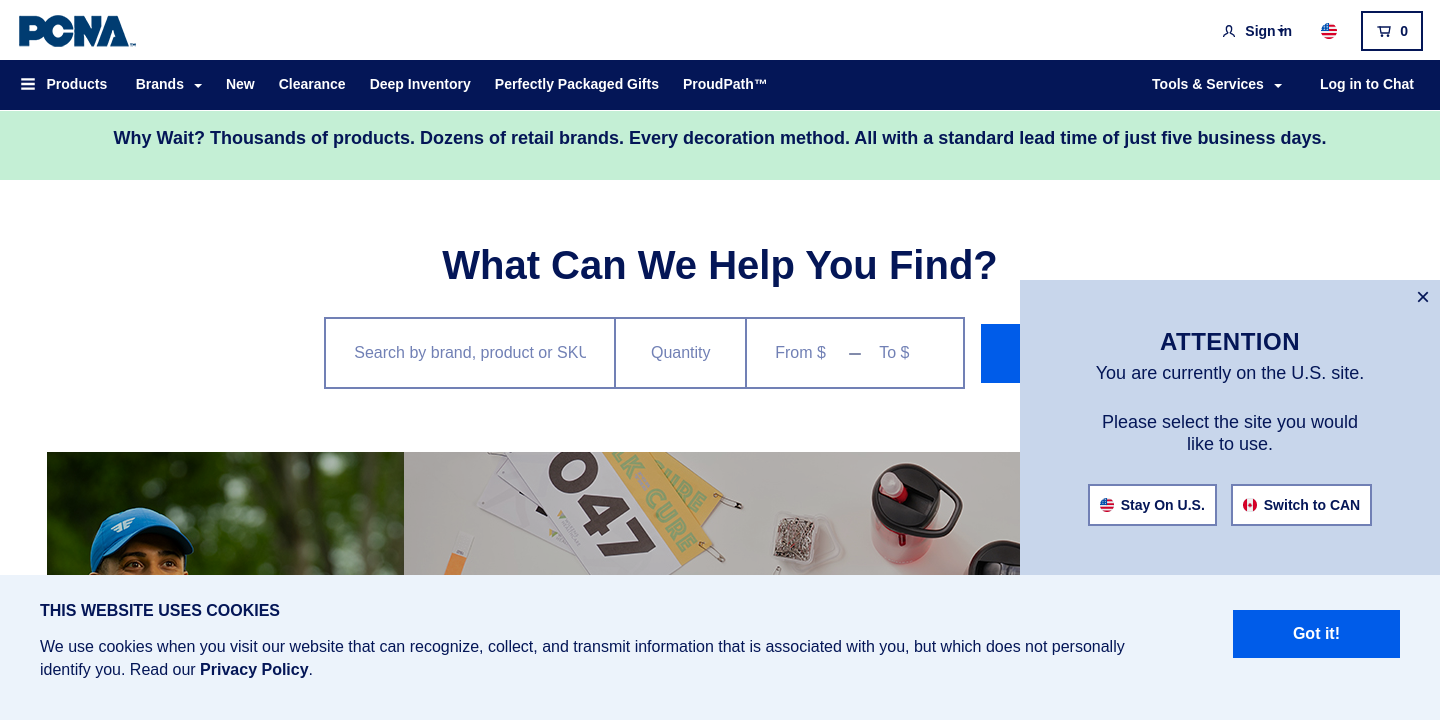 PCNA™
Sign in
0
Products Brands New Clearance Deep Inventory Perfectly Packaged Gifts ProudPath™ Tools & Services Log in to Chat
Why Wait? Thousands of products. Dozens of retail brands. Every decoration method. All with a standard lead time of just five business days.
What Can We Help You Find?
Search by brand, product or SKU Quantity From $ – To $
×
ATTENTION
You are currently on the U.S. site.
Please select the site you would
like to use.
Stay On U.S. Switch to CAN
047
CURE
CURE
THIS WEBSITE USES COOKIES
We use cookies when you visit our website that can recognize, collect, and transmit information that is associated with you, but which does not personally
identify you. Read our Privacy Policy.
Got it!